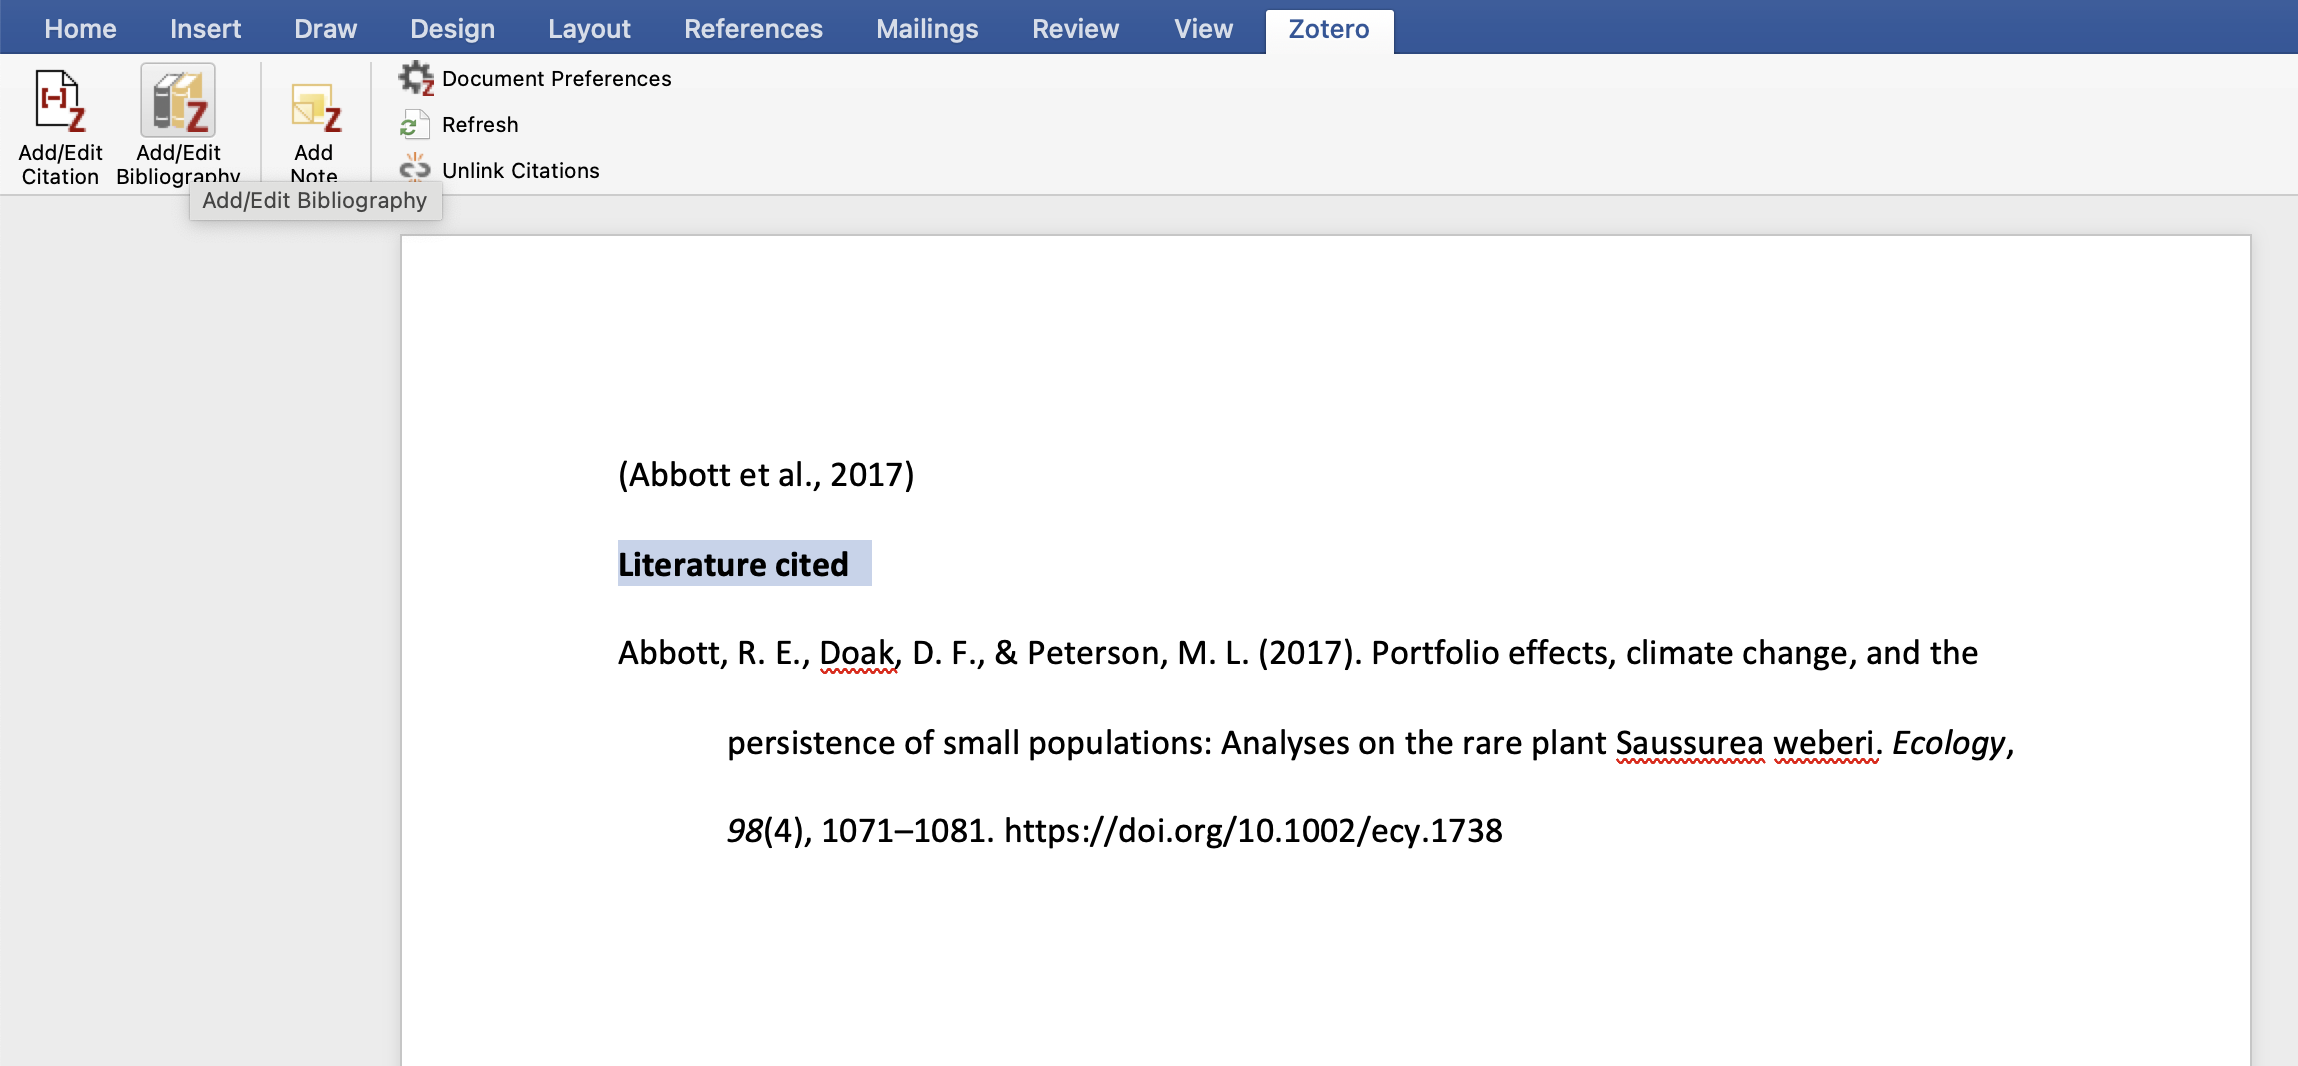 Home Insert Draw Design Layout References Mailings Review View Zotero
Add/Edit
Citation
Add/Edit
Bibliography
Add
Note
Document Preferences
Refresh
Unlink Citations
Add/Edit Bibliography
(Abbott et al., 2017)
Literature cited
Abbott, R. E., Doak, D. F., & Peterson, M. L. (2017). Portfolio effects, climate change, and the
persistence of small populations: Analyses on the rare plant Saussurea weberi. Ecology,
98(4), 1071–1081. https://doi.org/10.1002/ecy.1738